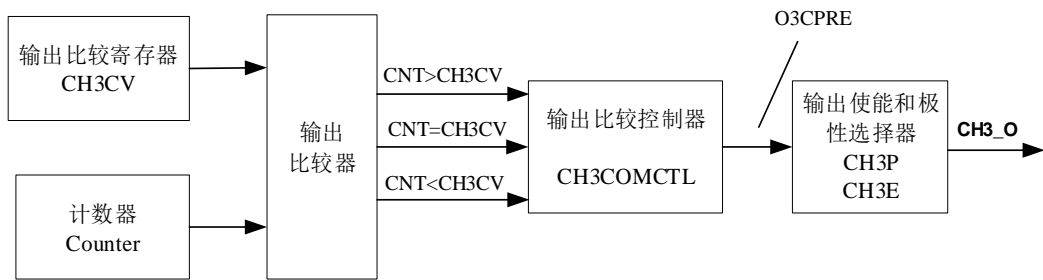 O3CPRE
输出比较寄存器
CH3CV
计数器
Counter
输出
比较器
CNT>CH3CV
CNT=CH3CV
CNT<CH3CV
输出比较控制器
CH3COMCTL
输出使能和极
性选择器
CH3P
CH3E
CH3_O